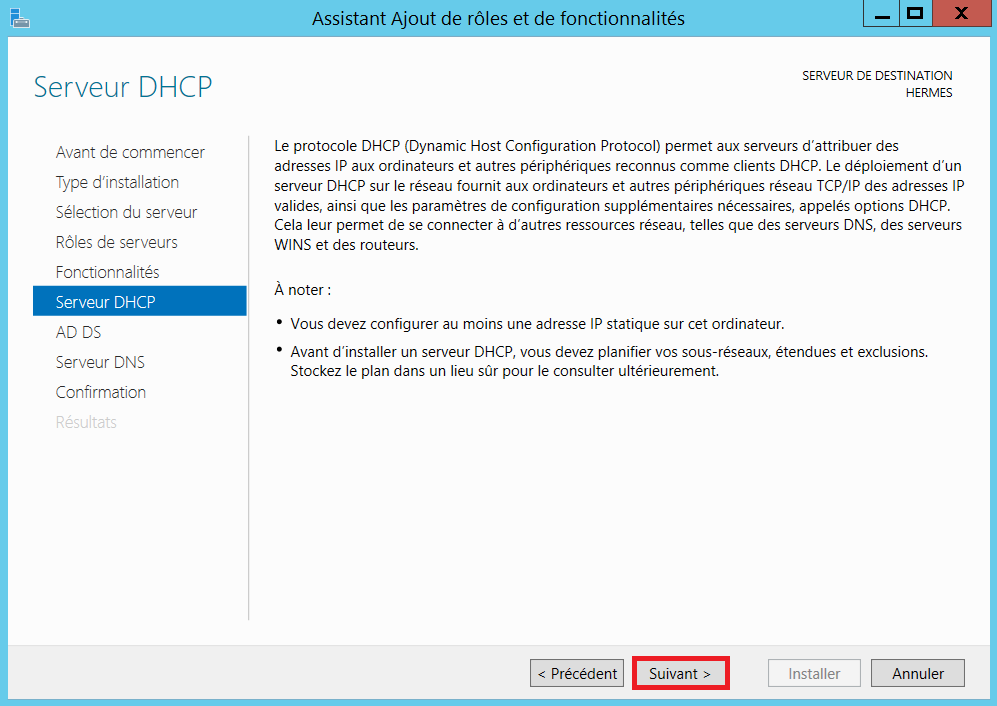 Assistant Ajout de rôles et de fonctionnalités
Serveur DHCP
SERVEUR DE DESTINATION
HERMES
Avant de commencer
Type d’installation
Sélection du serveur
Rôles de serveurs
Fonctionnalités
Serveur DHCP
AD DS
Serveur DNS
Confirmation
Résultats
Le protocole DHCP (Dynamic Host Configuration Protocol) permet aux serveurs d’attribuer des
adresses IP aux ordinateurs et autres périphériques reconnus comme clients DHCP. Le déploiement d’un
serveur DHCP sur le réseau fournit aux ordinateurs et autres périphériques réseau TCP/IP des adresses IP
valides, ainsi que les paramètres de configuration supplémentaires nécessaires, appelés options DHCP.
Cela leur permet de se connecter à d’autres ressources réseau, telles que des serveurs DNS, des serveurs
WINS et des routeurs.
À noter :
• Vous devez configurer au moins une adresse IP statique sur cet ordinateur.
• Avant d’installer un serveur DHCP, vous devez planifier vos sous-réseaux, étendues et exclusions.
Stockez le plan dans un lieu sûr pour le consulter ultérieurement.
< Précédent
Suivant >
Installer
Annuler